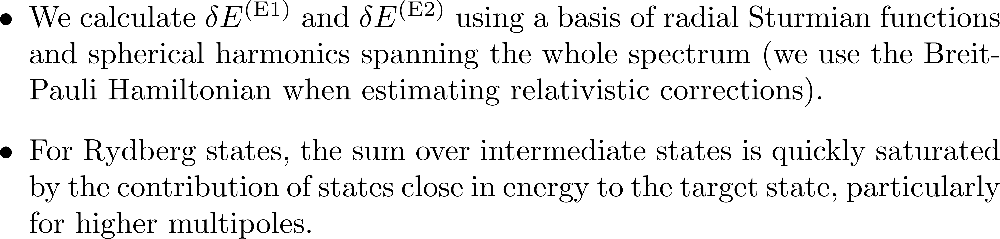 • We calculate δE^(E1) and δE^(E2) using a basis of radial Sturmian functions
and spherical harmonics spanning the whole spectrum (we use the Breit-
Pauli Hamiltonian when estimating relativistic corrections).
• For Rydberg states, the sum over intermediate states is quickly saturated
by the contribution of states close in energy to the target state, particularly
for higher multipoles.